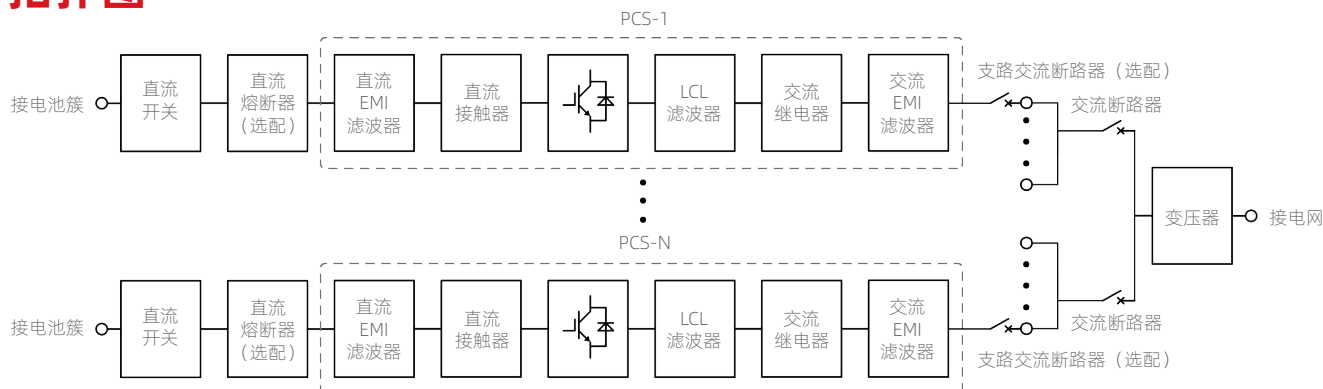 拓扑图
PCS-1
接电池簇
直流
开关
直流
熔断器
（选配）
直流
EMI
滤波器
直流
接触器
LCL
滤波器
交流
继电器
交流
EMI
滤波器
支路交流断路器（选配）
交流断路器
变压器
接电网
PCS-N
接电池簇
直流
开关
直流
熔断器
（选配）
直流
EMI
滤波器
直流
接触器
LCL
滤波器
交流
继电器
交流
EMI
滤波器
交流断路器
支路交流断路器（选配）